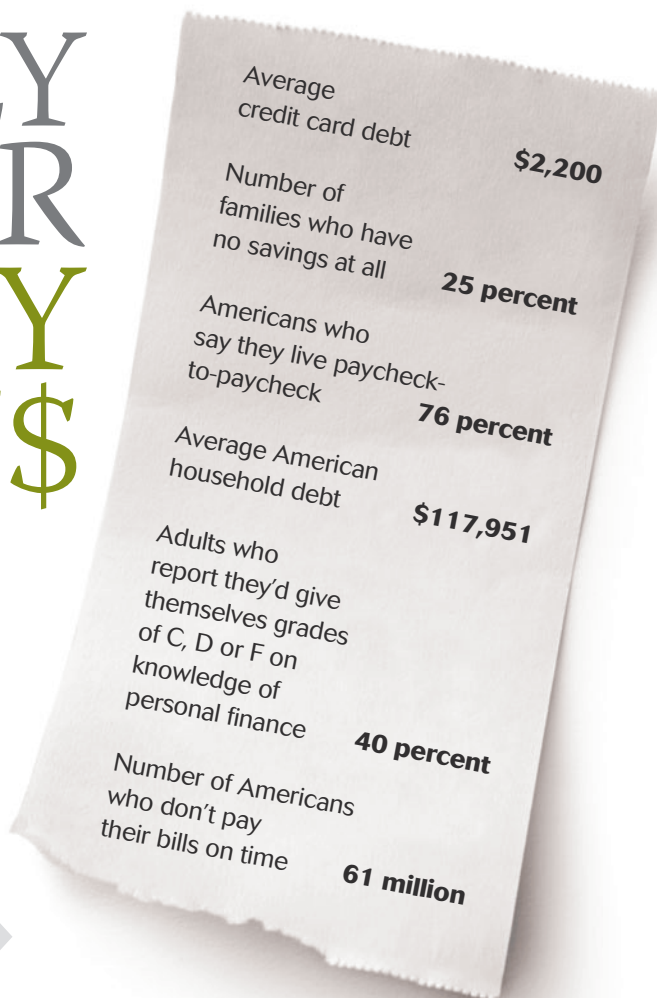 Y
R
Y
$
Average
credit card debt
$2,200
Number of
families who have
no savings at all
25 percent
Americans who
say they live paycheck-
to-paycheck
76 percent
Average American
household debt
$117,951
Adults who
report they’d give
themselves grades
of C, D or F on
knowledge of
personal finance
40 percent
Number of Americans
who don’t pay
their bills on time
61 million